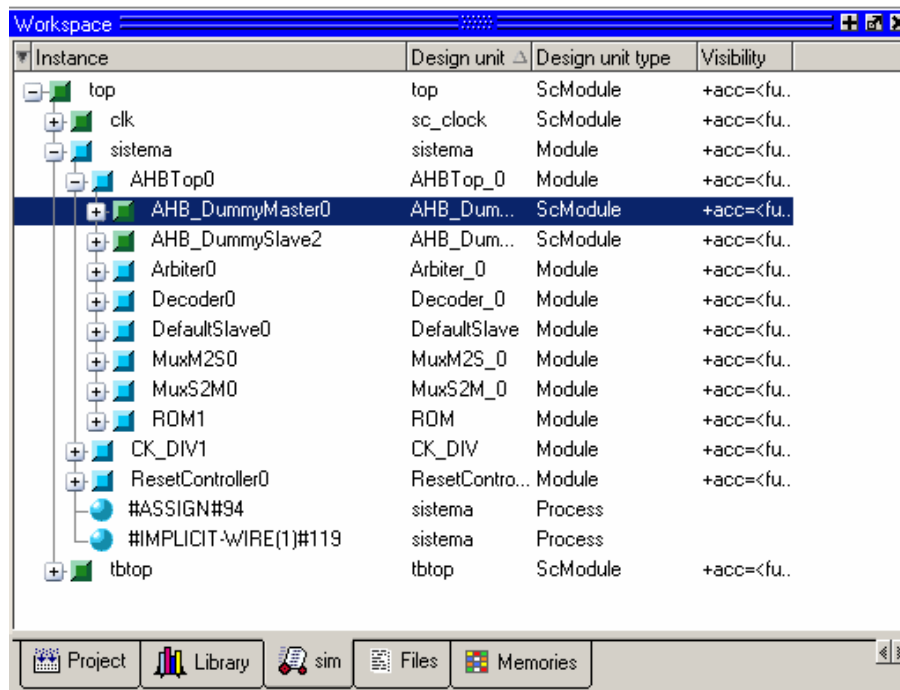 Workspace
Instance Design unit Design unit type Visibility
top top ScModule +acc=<fu..
clk sc_clock ScModule +acc=<fu..
sistema sistema Module +acc=<fu..
AHBTop0 AHBTop_0 Module +acc=<fu..
AHB_DummyMaster0 AHB_Dum... ScModule +acc=<fu..
AHB_DummySlave2 AHB_Dum... ScModule +acc=<fu..
Arbiter0 Arbiter_0 Module +acc=<fu..
Decoder0 Decoder_0 Module +acc=<fu..
DefaultSlave0 DefaultSlave Module +acc=<fu..
MuxM2S0 MuxM2S_0 Module +acc=<fu..
MuxS2M0 MuxS2M_0 Module +acc=<fu..
ROM1 ROM Module +acc=<fu..
CK_DIV1 CK_DIV Module +acc=<fu..
ResetController0 ResetContro... Module +acc=<fu..
#ASSIGN#94 sistema Process
#IMPLICIT-WIRE(1)#119 sistema Process
tbtop tbtop ScModule +acc=<fu..
Project Library sim Files Memories